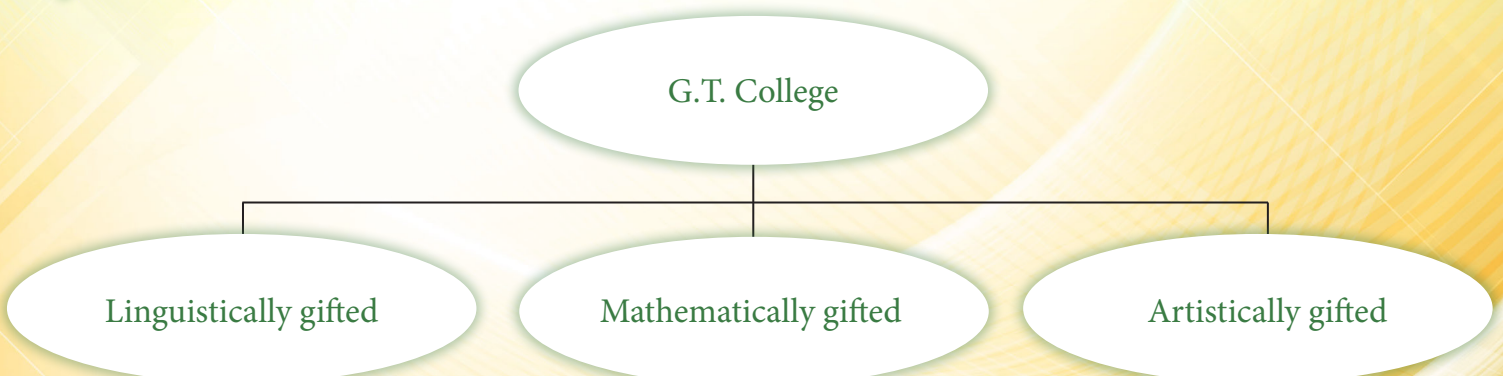 G.T. College
Linguistically gifted
Mathematically gifted
Artistically gifted